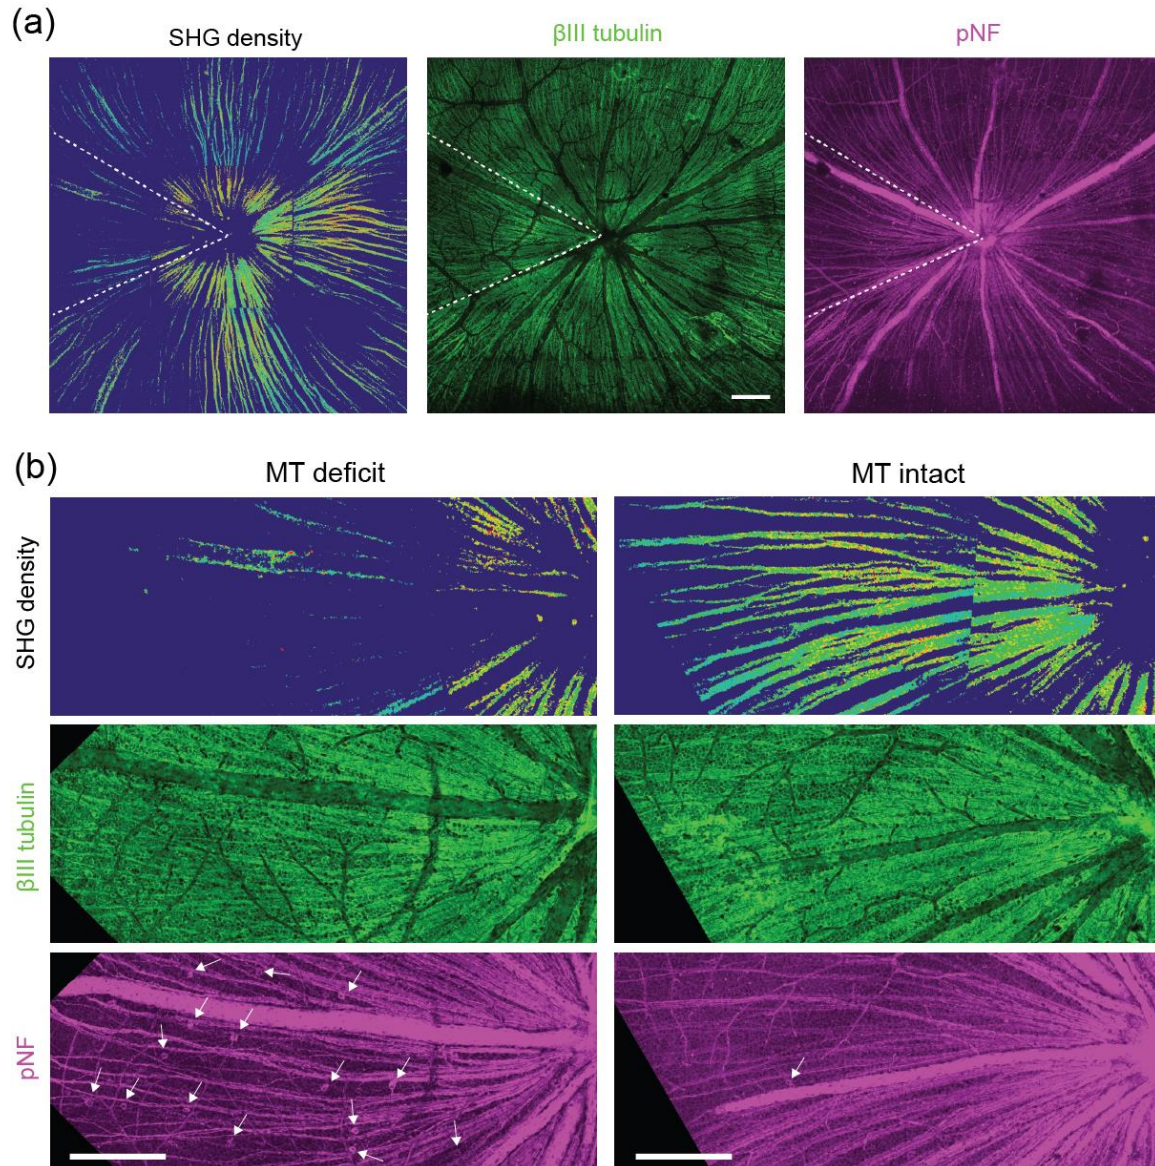 (a)
SHG density
βIII tubulin
pNF
(b)
MT deficit
MT intact
SHG density
βIII tubulin
pNF